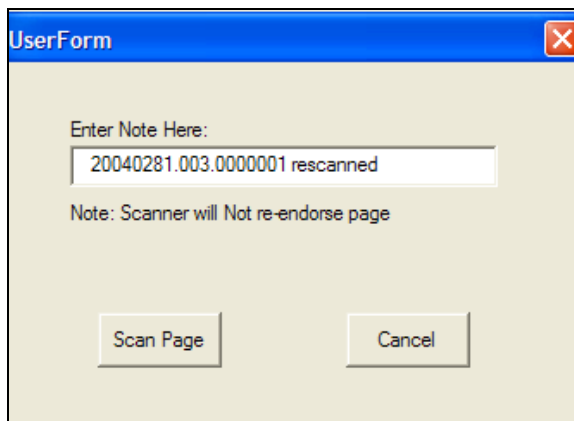 UserForm
Enter Note Here:
20040281.003.0000001 rescanned
Note: Scanner will Not re-endorse page
Scan Page Cancel